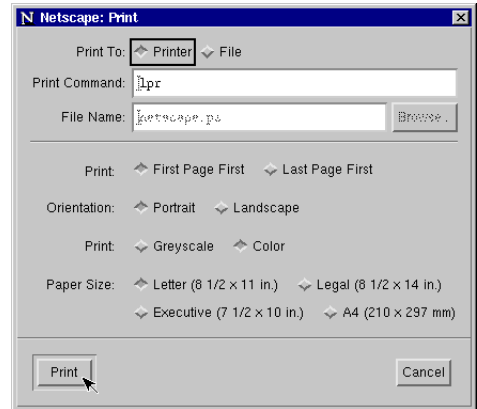 N Netscape: Print
Print To: Printer File
Print Command: lpr
File Name: netscape.ps Browse..
Print: First Page First Last Page First
Orientation: Portrait Landscape
Print: Greyscale Color
Paper Size: Letter (8 1/2 x 11 in.) Legal (8 1/2 x 14 in.)
Executive (7 1/2 x 10 in.) A4 (210 x 297 mm)
Print Cancel